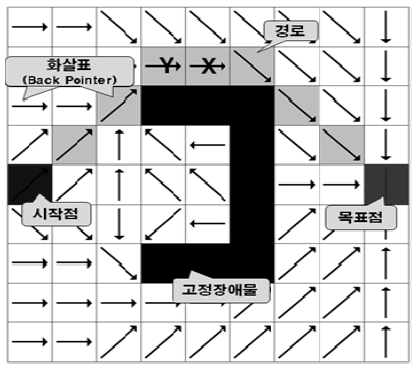 경로
화살표
(Back Pointer)
Y
X
시작점
목표점
고정장애물